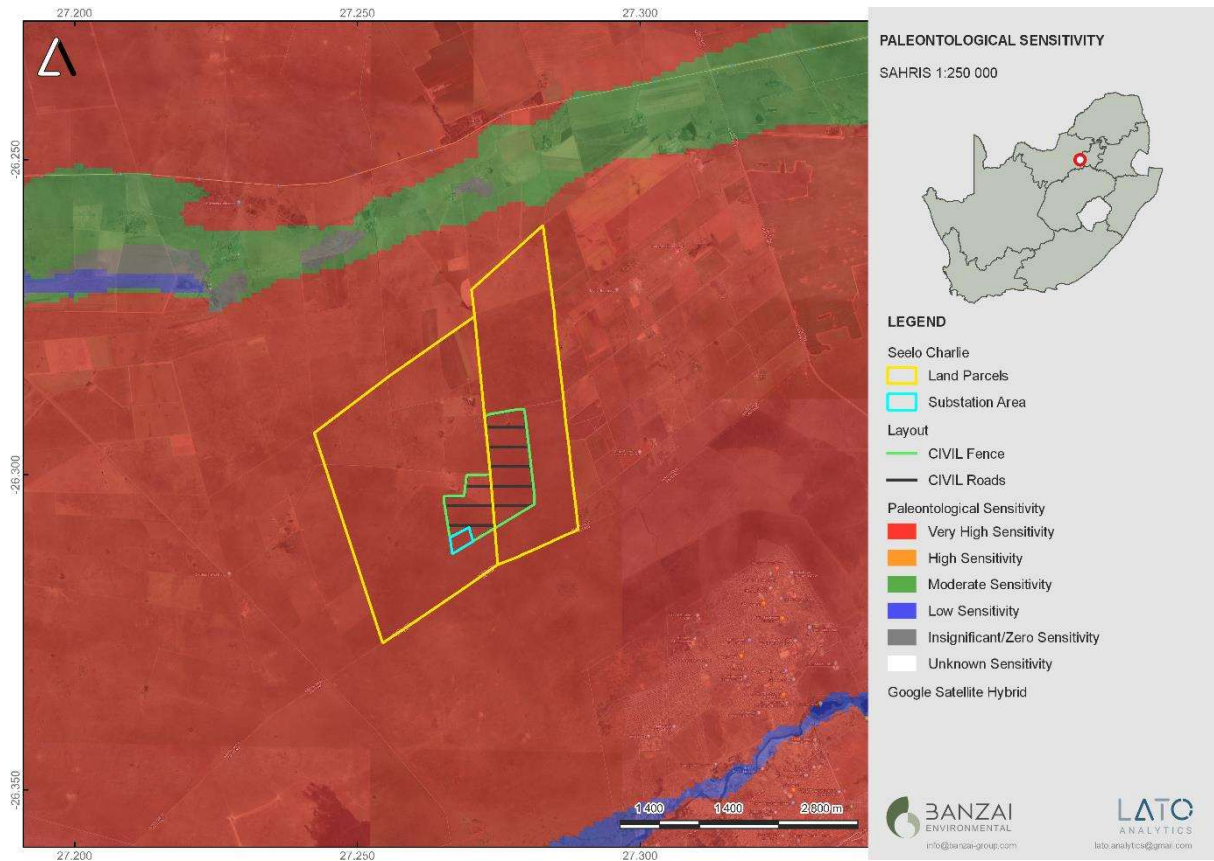 27.200 27.250 27.300
-26.250
-26.300
-26.350
27.200 27.250 27.300
1 400 1 400 2 800 m
PALEONTOLOGICAL SENSITIVITY
SAHRIS 1:250 000
LEGEND
Seelo Charlie
Land Parcels
Substation Area
Layout
CIVIL Fence
CIVIL Roads
Paleontological Sensitivity
Very High Sensitivity
High Sensitivity
Moderate Sensitivity
Low Sensitivity
Insignificant/Zero Sensitivity
Unknown Sensitivity
Google Satellite Hybrid
BANZAI
ENVIRONMENTAL
info@banzai-group.com
LATO
ANALYTICS
lato.analytics@gmail.com